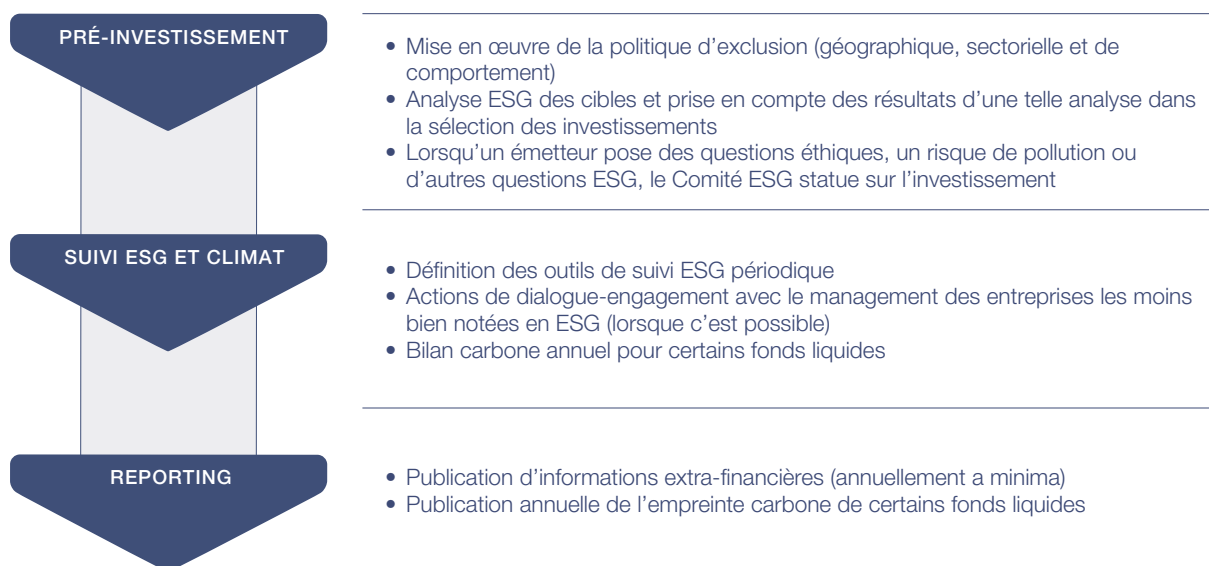 PRÉ-INVESTISSEMENT
• Mise en œuvre de la politique d’exclusion (géographique, sectorielle et de
comportement)
• Analyse ESG des cibles et prise en compte des résultats d’une telle analyse dans
la sélection des investissements
• Lorsqu’un émetteur pose des questions éthiques, un risque de pollution ou
d’autres questions ESG, le Comité ESG statue sur l’investissement
SUIVI ESG ET CLIMAT
• Définition des outils de suivi ESG périodique
• Actions de dialogue-engagement avec le management des entreprises les moins
bien notées en ESG (lorsque c’est possible)
• Bilan carbone annuel pour certains fonds liquides
REPORTING
• Publication d’informations extra-financières (annuellement a minima)
• Publication annuelle de l’empreinte carbone de certains fonds liquides